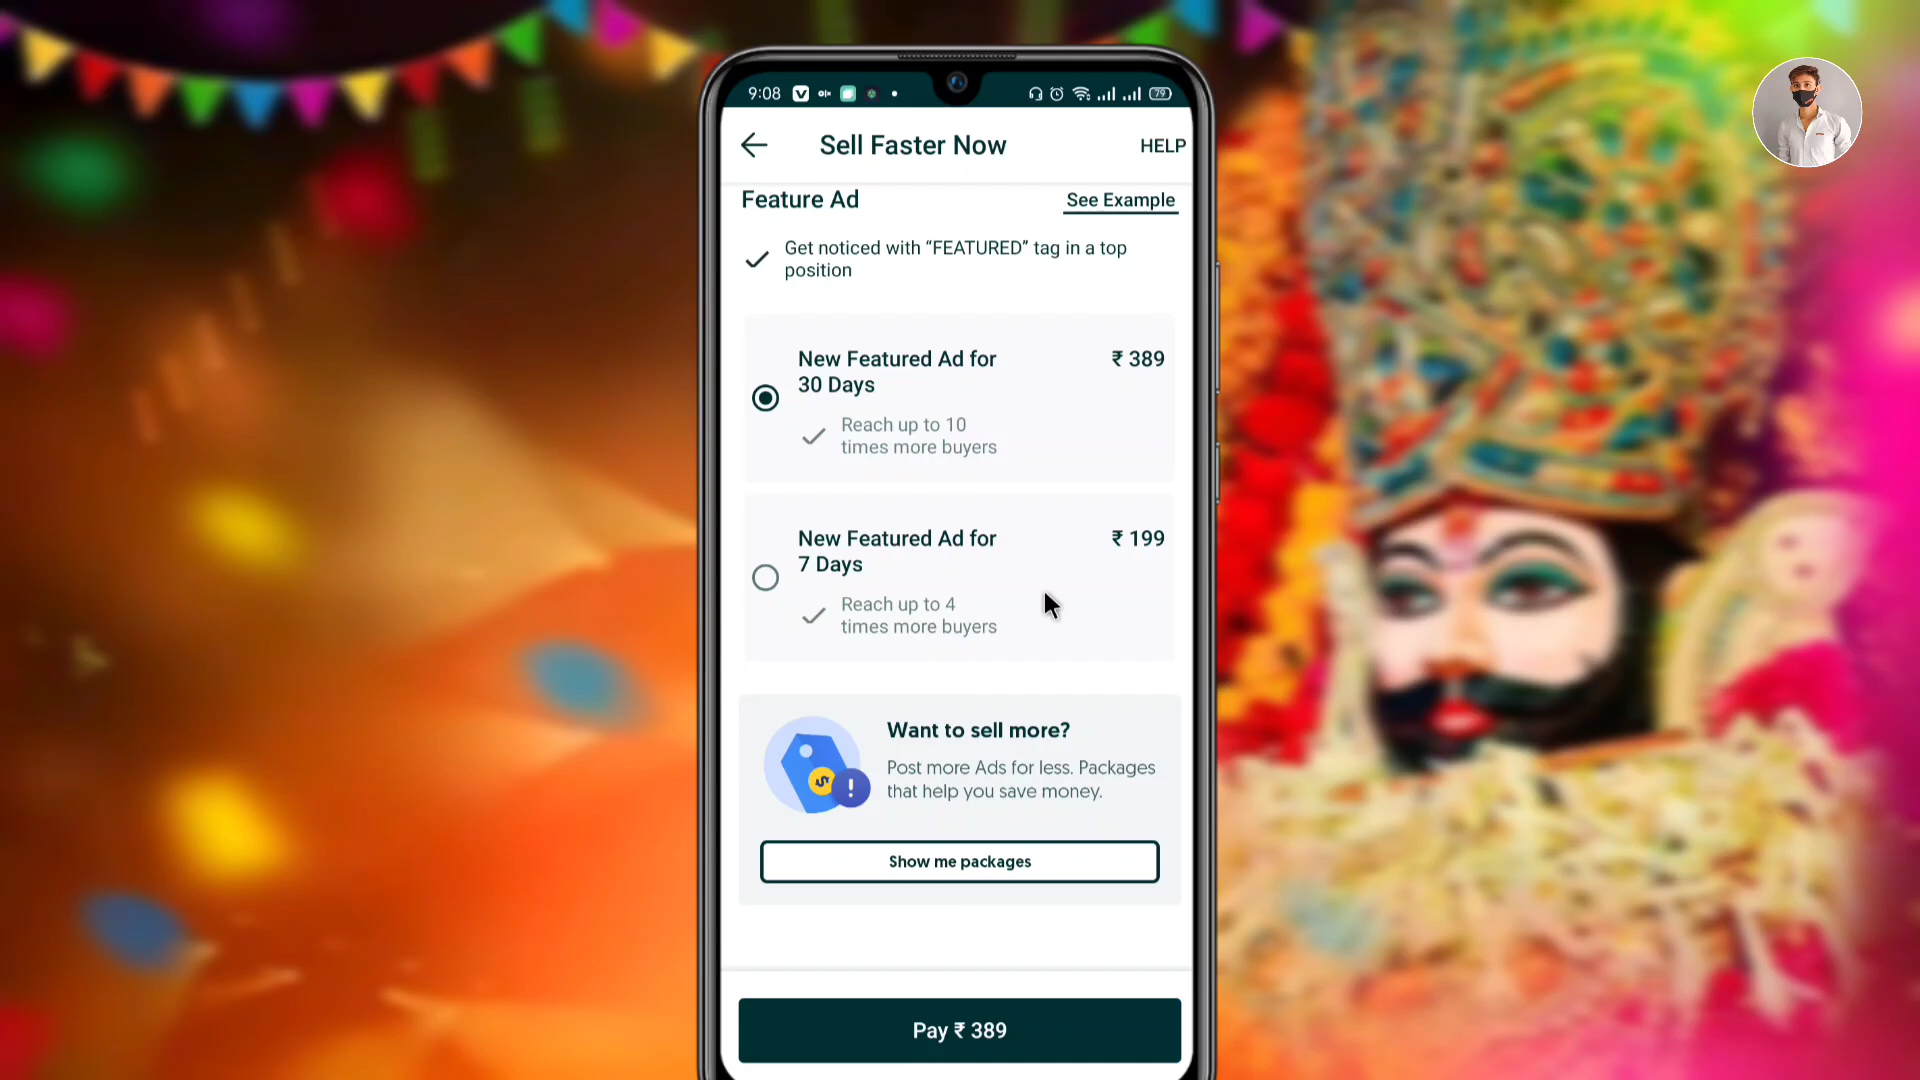 9:08
79
Sell Faster Now
HELP
Feature Ad
See Example
Get noticed with “FEATURED” tag in a top
position
New Featured Ad for
30 Days
₹ 389
Reach up to 10
times more buyers
New Featured Ad for
7 Days
₹ 199
Reach up to 4
times more buyers
Want to sell more?
Post more Ads for less. Packages
that help you save money.
Show me packages
Pay ₹ 389